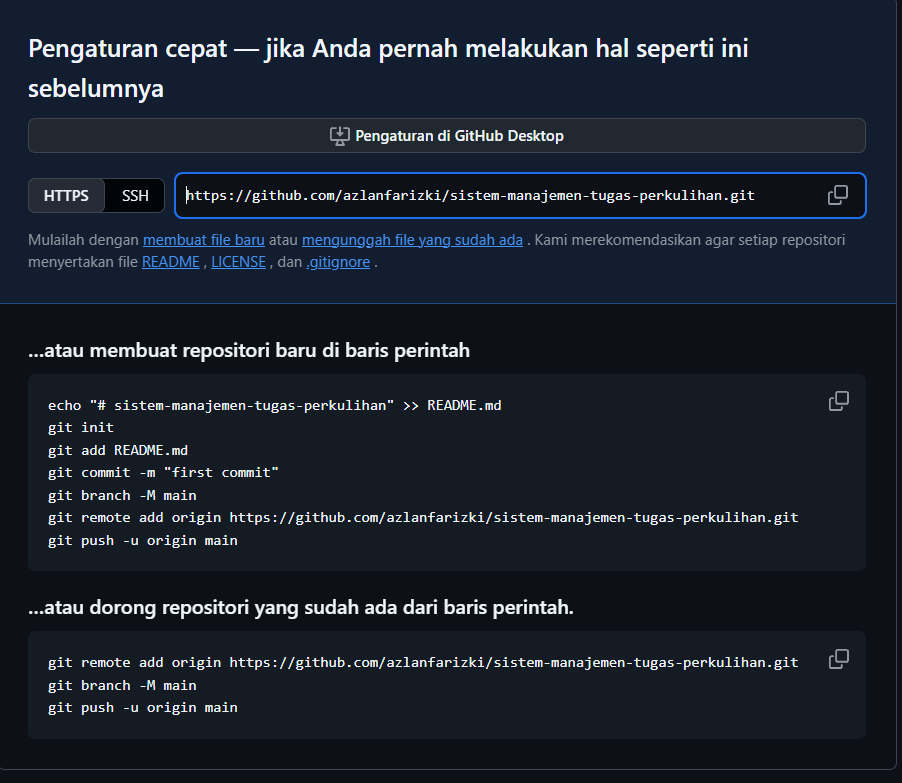 Pengaturan cepat — jika Anda pernah melakukan hal seperti ini
sebelumnya
Pengaturan di GitHub Desktop
HTTPS SSH https://github.com/azlanfarizki/sistem-manajemen-tugas-perkulihan.git
Mulailah dengan membuat file baru atau mengunggah file yang sudah ada . Kami merekomendasikan agar setiap repositori
menyertakan file README , LICENSE , dan .gitignore .
...atau membuat repositori baru di baris perintah
echo "# sistem-manajemen-tugas-perkulihan" >> README.md
git init
git add README.md
git commit -m "first commit"
git branch -M main
git remote add origin https://github.com/azlanfarizki/sistem-manajemen-tugas-perkulihan.git
git push -u origin main
...atau dorong repositori yang sudah ada dari baris perintah.
git remote add origin https://github.com/azlanfarizki/sistem-manajemen-tugas-perkulihan.git
git branch -M main
git push -u origin main